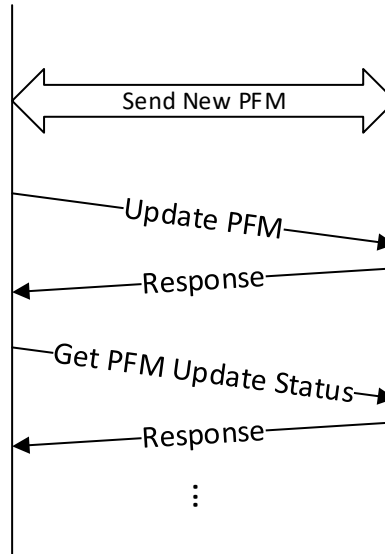 Send New PFM
Update PFM
Response
Get PFM Update Status
Response
⋮